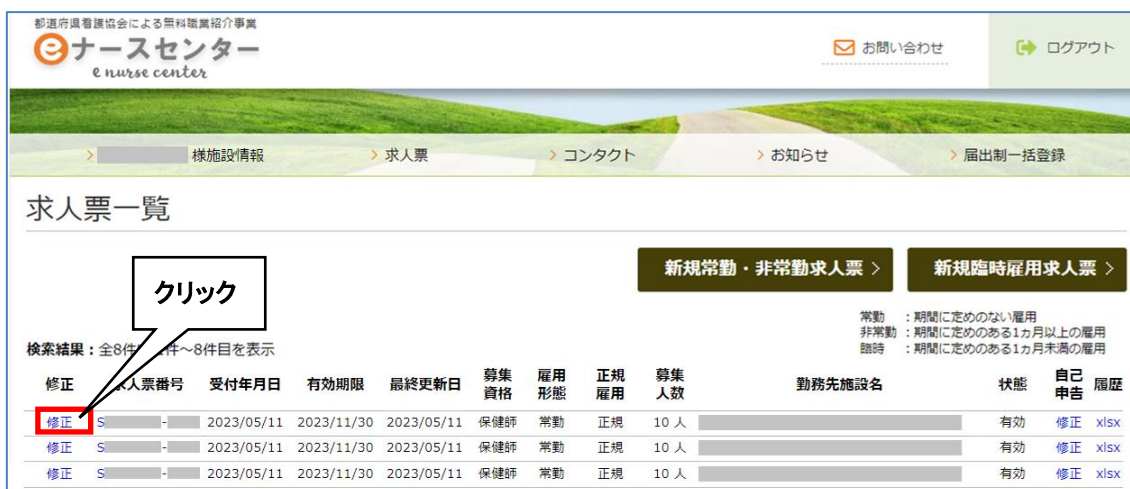 都道府県看護協会による無料職業紹介事業
eナースセンター
e nurse center
お問い合わせ
ログアウト
> 様施設情報 > 求人票 > コンタクト > お知らせ > 届出制一括登録
求人票一覧
新規常勤・非常勤求人票 >
新規臨時雇用求人票 >
クリック
常勤 :期間に定めのない雇用
非常勤 :期間に定めのある1ヵ月以上の雇用
臨時 :期間に定めのある1ヵ月未満の雇用
検索結果:全8件 件~8件目を表示
修正 求人票番号 受付年月日 有効期限 最終更新日 募集資格 雇用形態 正規雇用 募集人数 勤務先施設名 状態 自己申告 履歴
修正 S - 2023/05/11 2023/11/30 2023/05/11 保健師 常勤 正規 10人 有効 修正 xlsx
修正 S - 2023/05/11 2023/11/30 2023/05/11 保健師 常勤 正規 10人 有効 修正 xlsx
修正 S - 2023/05/11 2023/11/30 2023/05/11 保健師 常勤 正規 10人 有効 修正 xlsx